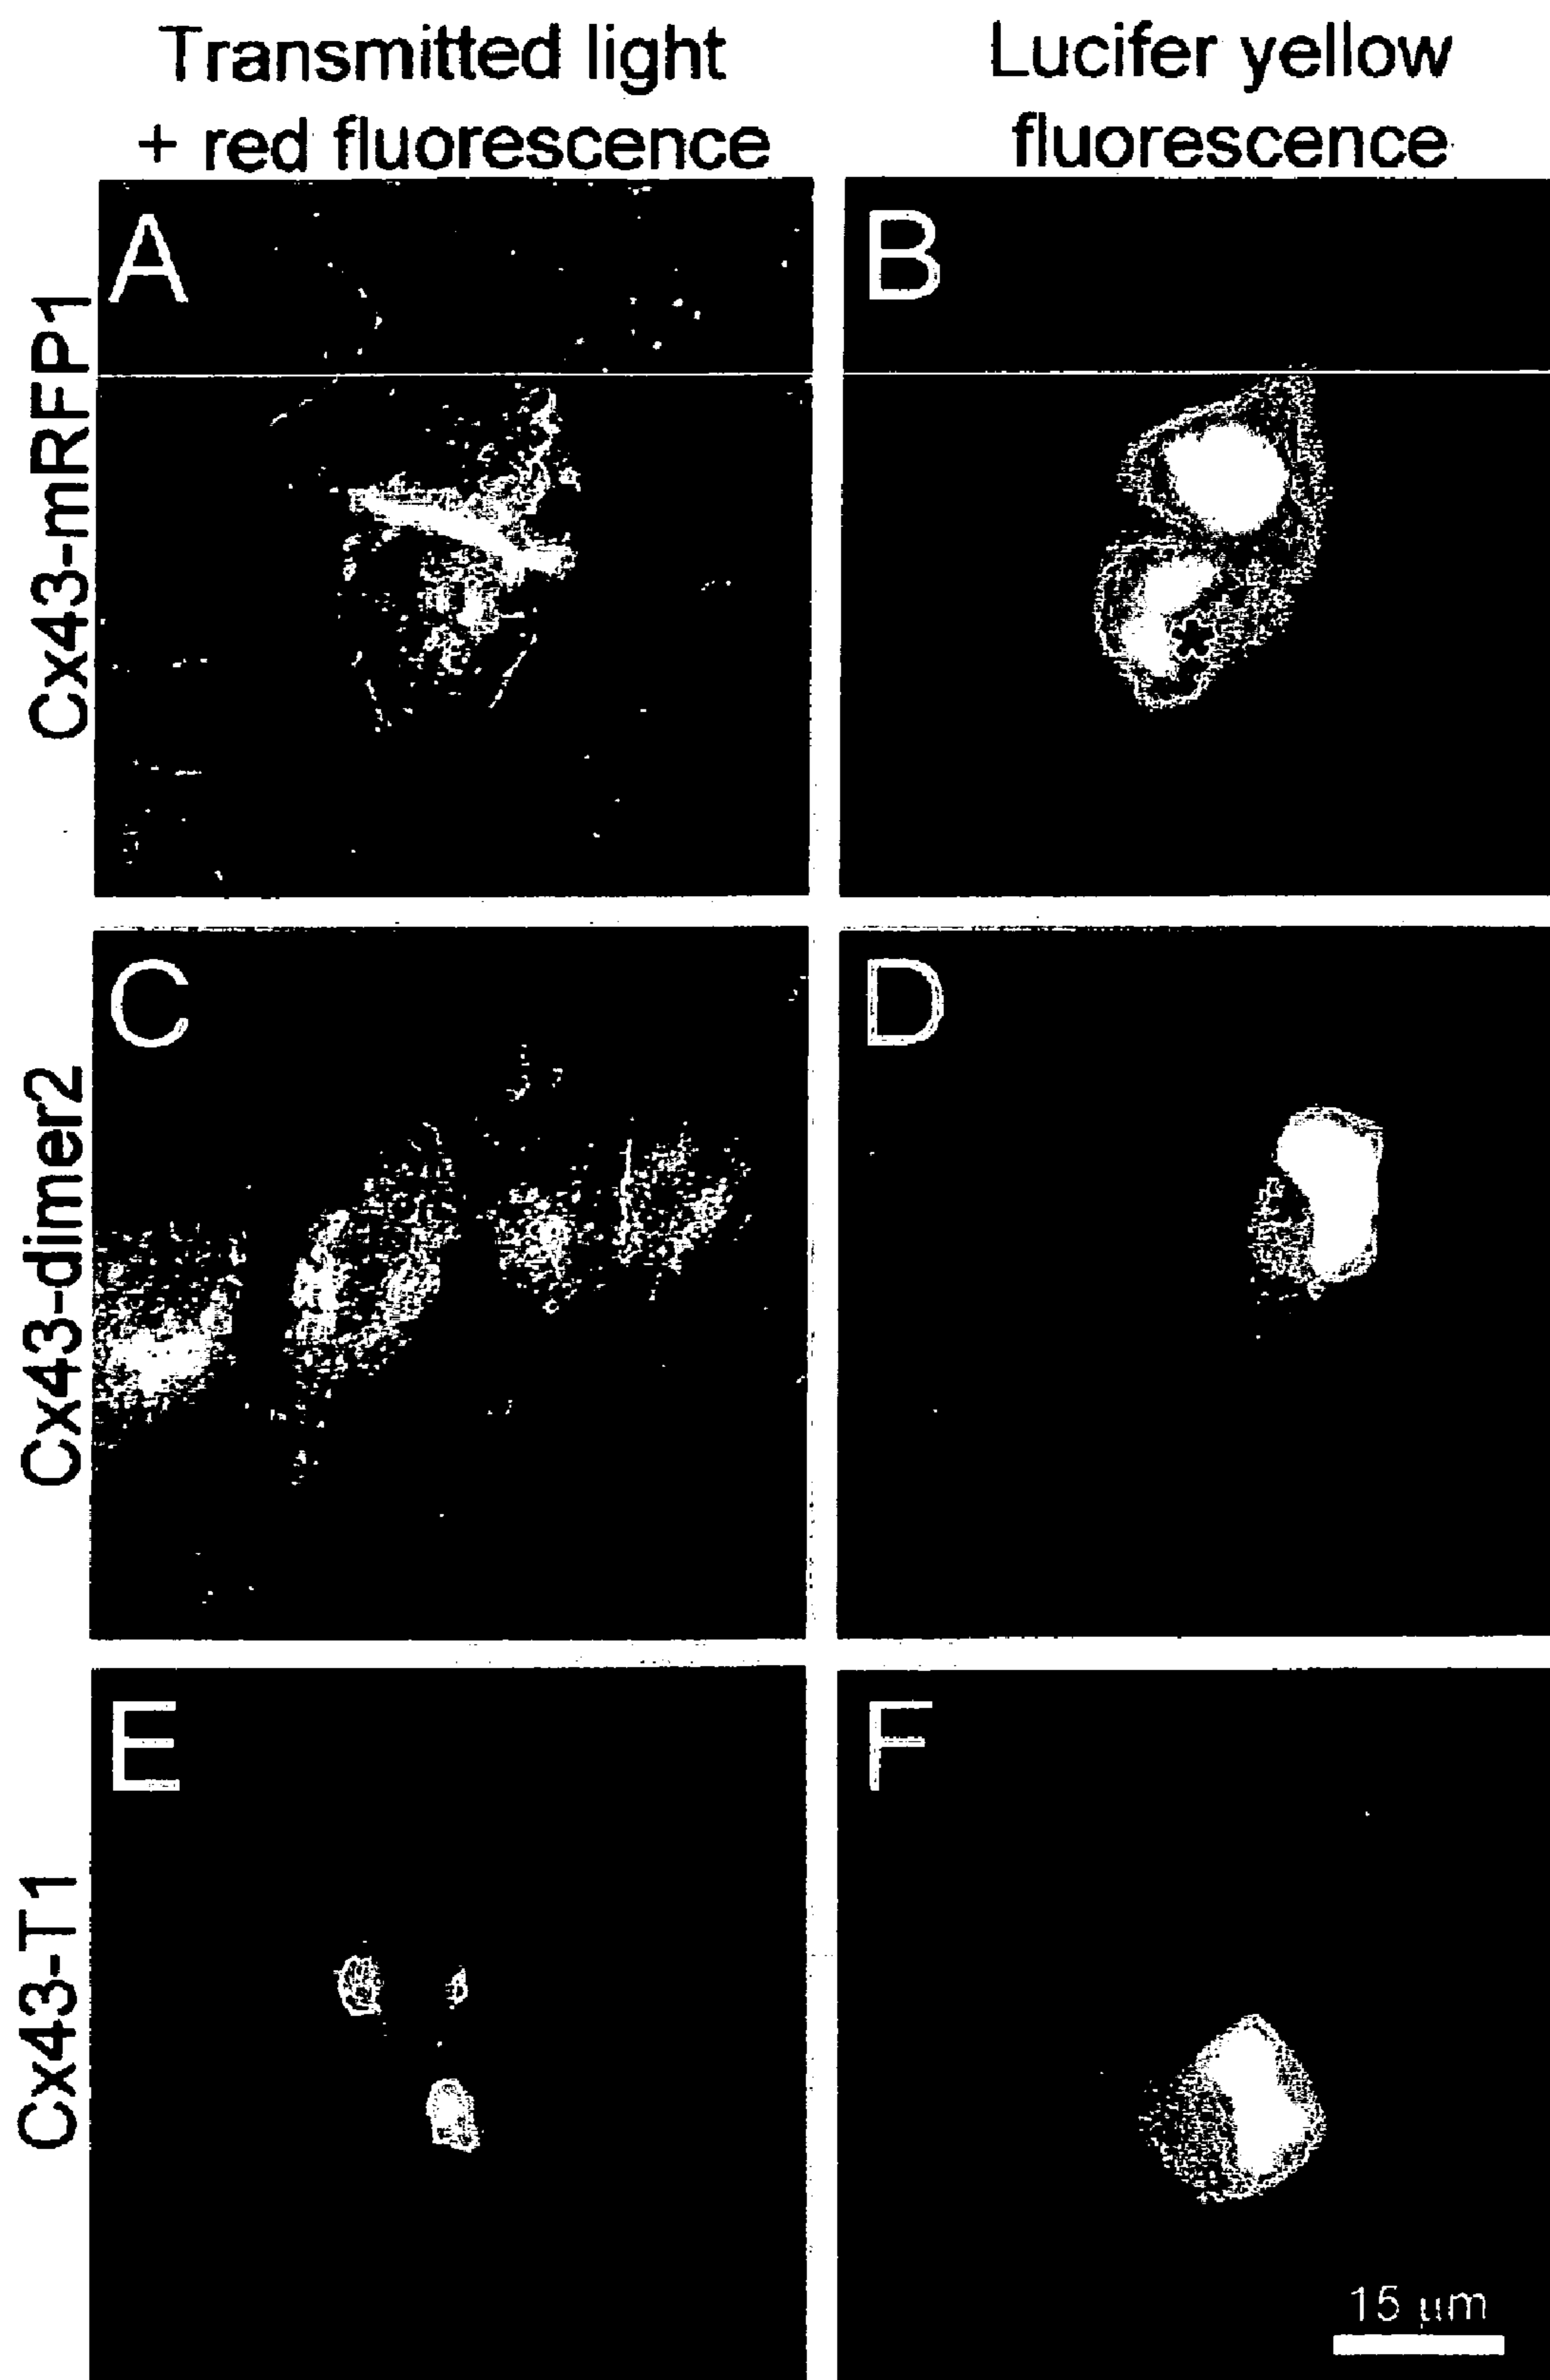 Transmitted light
+ red fluorescence
Lucifer yellow
fluorescence
Cx43-mRFP1
A
B
Cx43-dimer2
C
D
Cx43-T1
E
F
15 µm